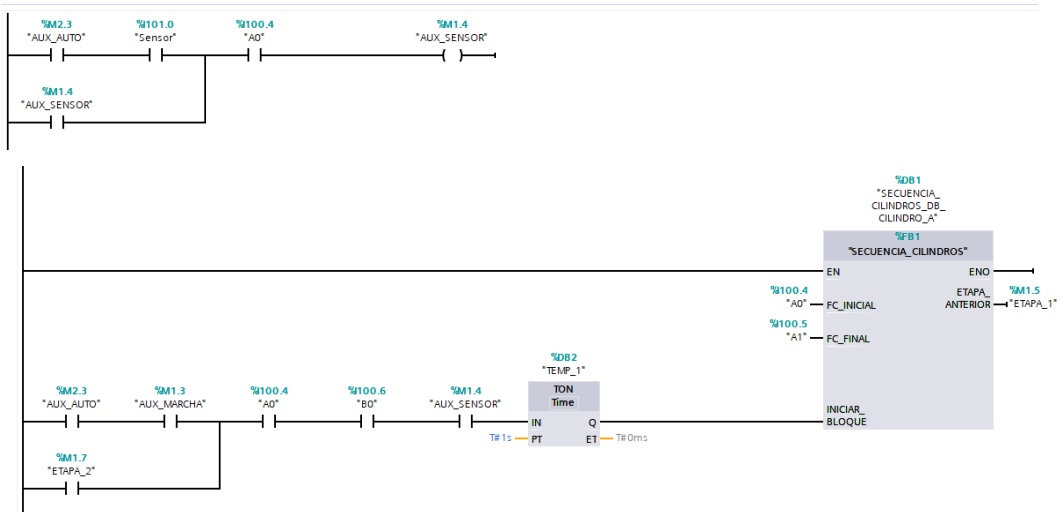 %M2.3 %I101.0 %I100.4 %M1.4
"AUX_AUTO" "Sensor" "A0" "AUX_SENSOR"
%M1.4
"AUX_SENSOR"
%DB1
"SECUENCIA_
CILINDROS_DB_
CILINDRO_A"
%FB1
"SECUENCIA_CILINDROS"
EN ENO
%I100.4
"A0" FC_INICIAL
ETAPA_
ANTERIOR
%M1.5
"ETAPA_1"
%I100.5
"A1" FC_FINAL
%DB2
"TEMP_1"
%M2.3 %M1.3 %I100.4 %I100.6 %M1.4
"AUX_AUTO" "AUX_MARCHA" "A0" "B0" "AUX_SENSOR"
TON
Time
IN Q
T#1s PT ET T#0ms
INICIAR_
BLOQUE
%M1.7
"ETAPA_2"